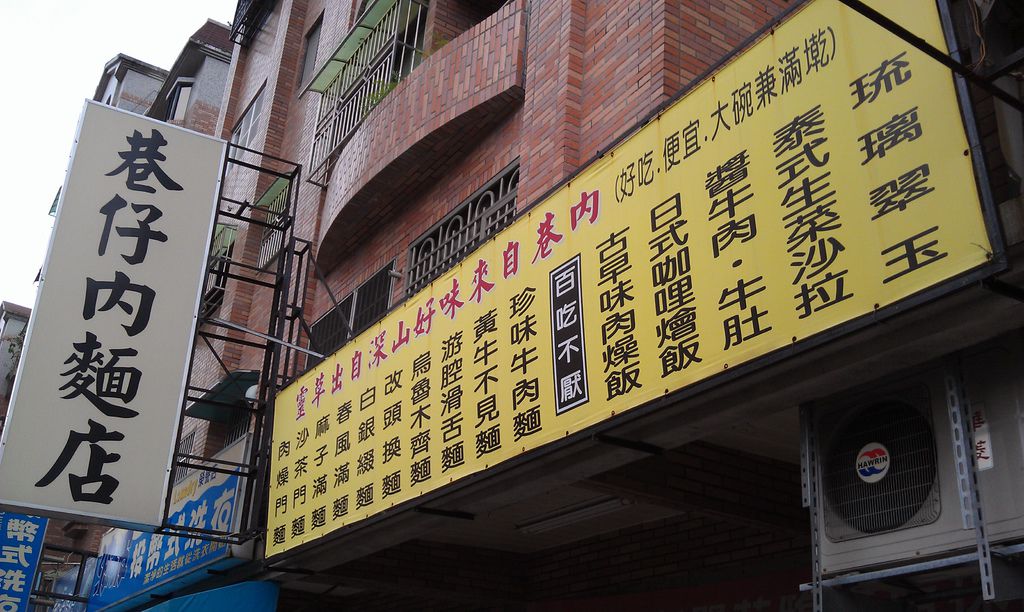 巷仔內麵店
靈草出自深山好味來自巷內
(好吃.便宜.大碗兼滿墘)
琉璃翠玉
泰式生菜沙拉
醬牛肉．牛肚
日式咖哩燴飯
古早味肉燥飯
百吃不厭
珍味牛肉麵
黃牛不見麵
游腔滑舌麵
烏魯木齊麵
改頭換麵
白銀綴麵
春風滿麵
麻子滿麵
沙茶門麵
肉燥門麵
HAWRIN